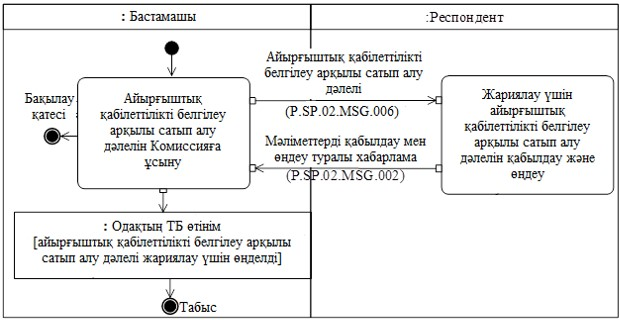 : Бастамашы
:Респондент
Бақылау
қатесі
Айырғыштық
қабілеттілікті белгілеу
арқылы сатып алу
дәлелін Комиссияға
ұсыну
Айырғыштық қабілеттілікті
белгілеу арқылы сатып алу
дәлелі
(P.SP.02.MSG.006)
Мәліметтерді қабылдау мен
өңдеу туралы хабарлама
(P.SP.02.MSG.002)
Жариялау үшін
айырғыштық
қабілеттілікті белгілеу
арқылы сатып алу
дәлелін қабылдау және
өңдеу
: Одақтың ТБ өтінім
[айырғыштық қабілеттілікті белгілеу арқылы
сатып алу дәлелі жариялау үшін өңделді]
Табыс